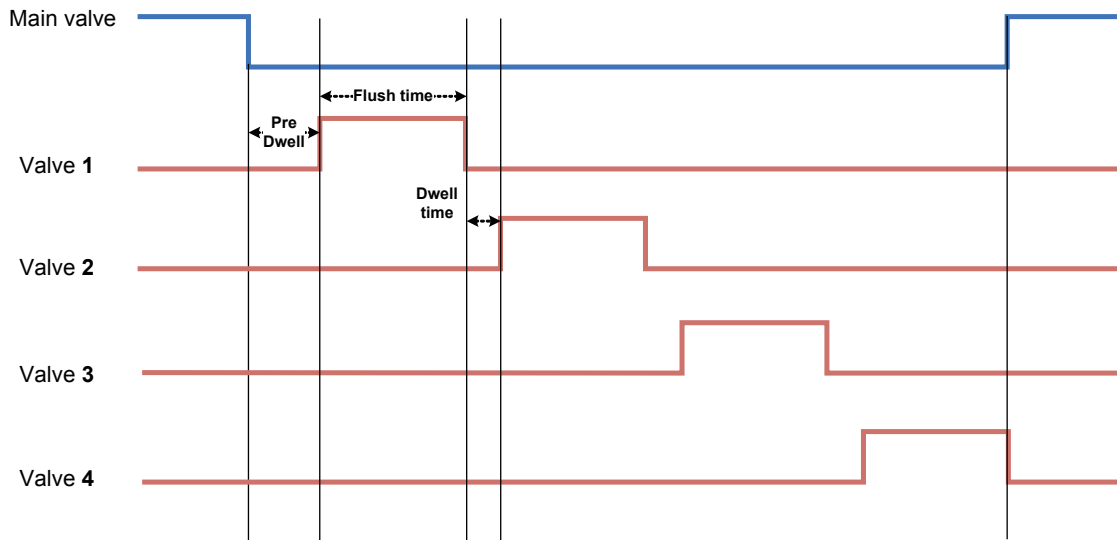 Main valve
Flush time
Pre
Dwell
Valve 1
Dwell
time
Valve 2
Valve 3
Valve 4